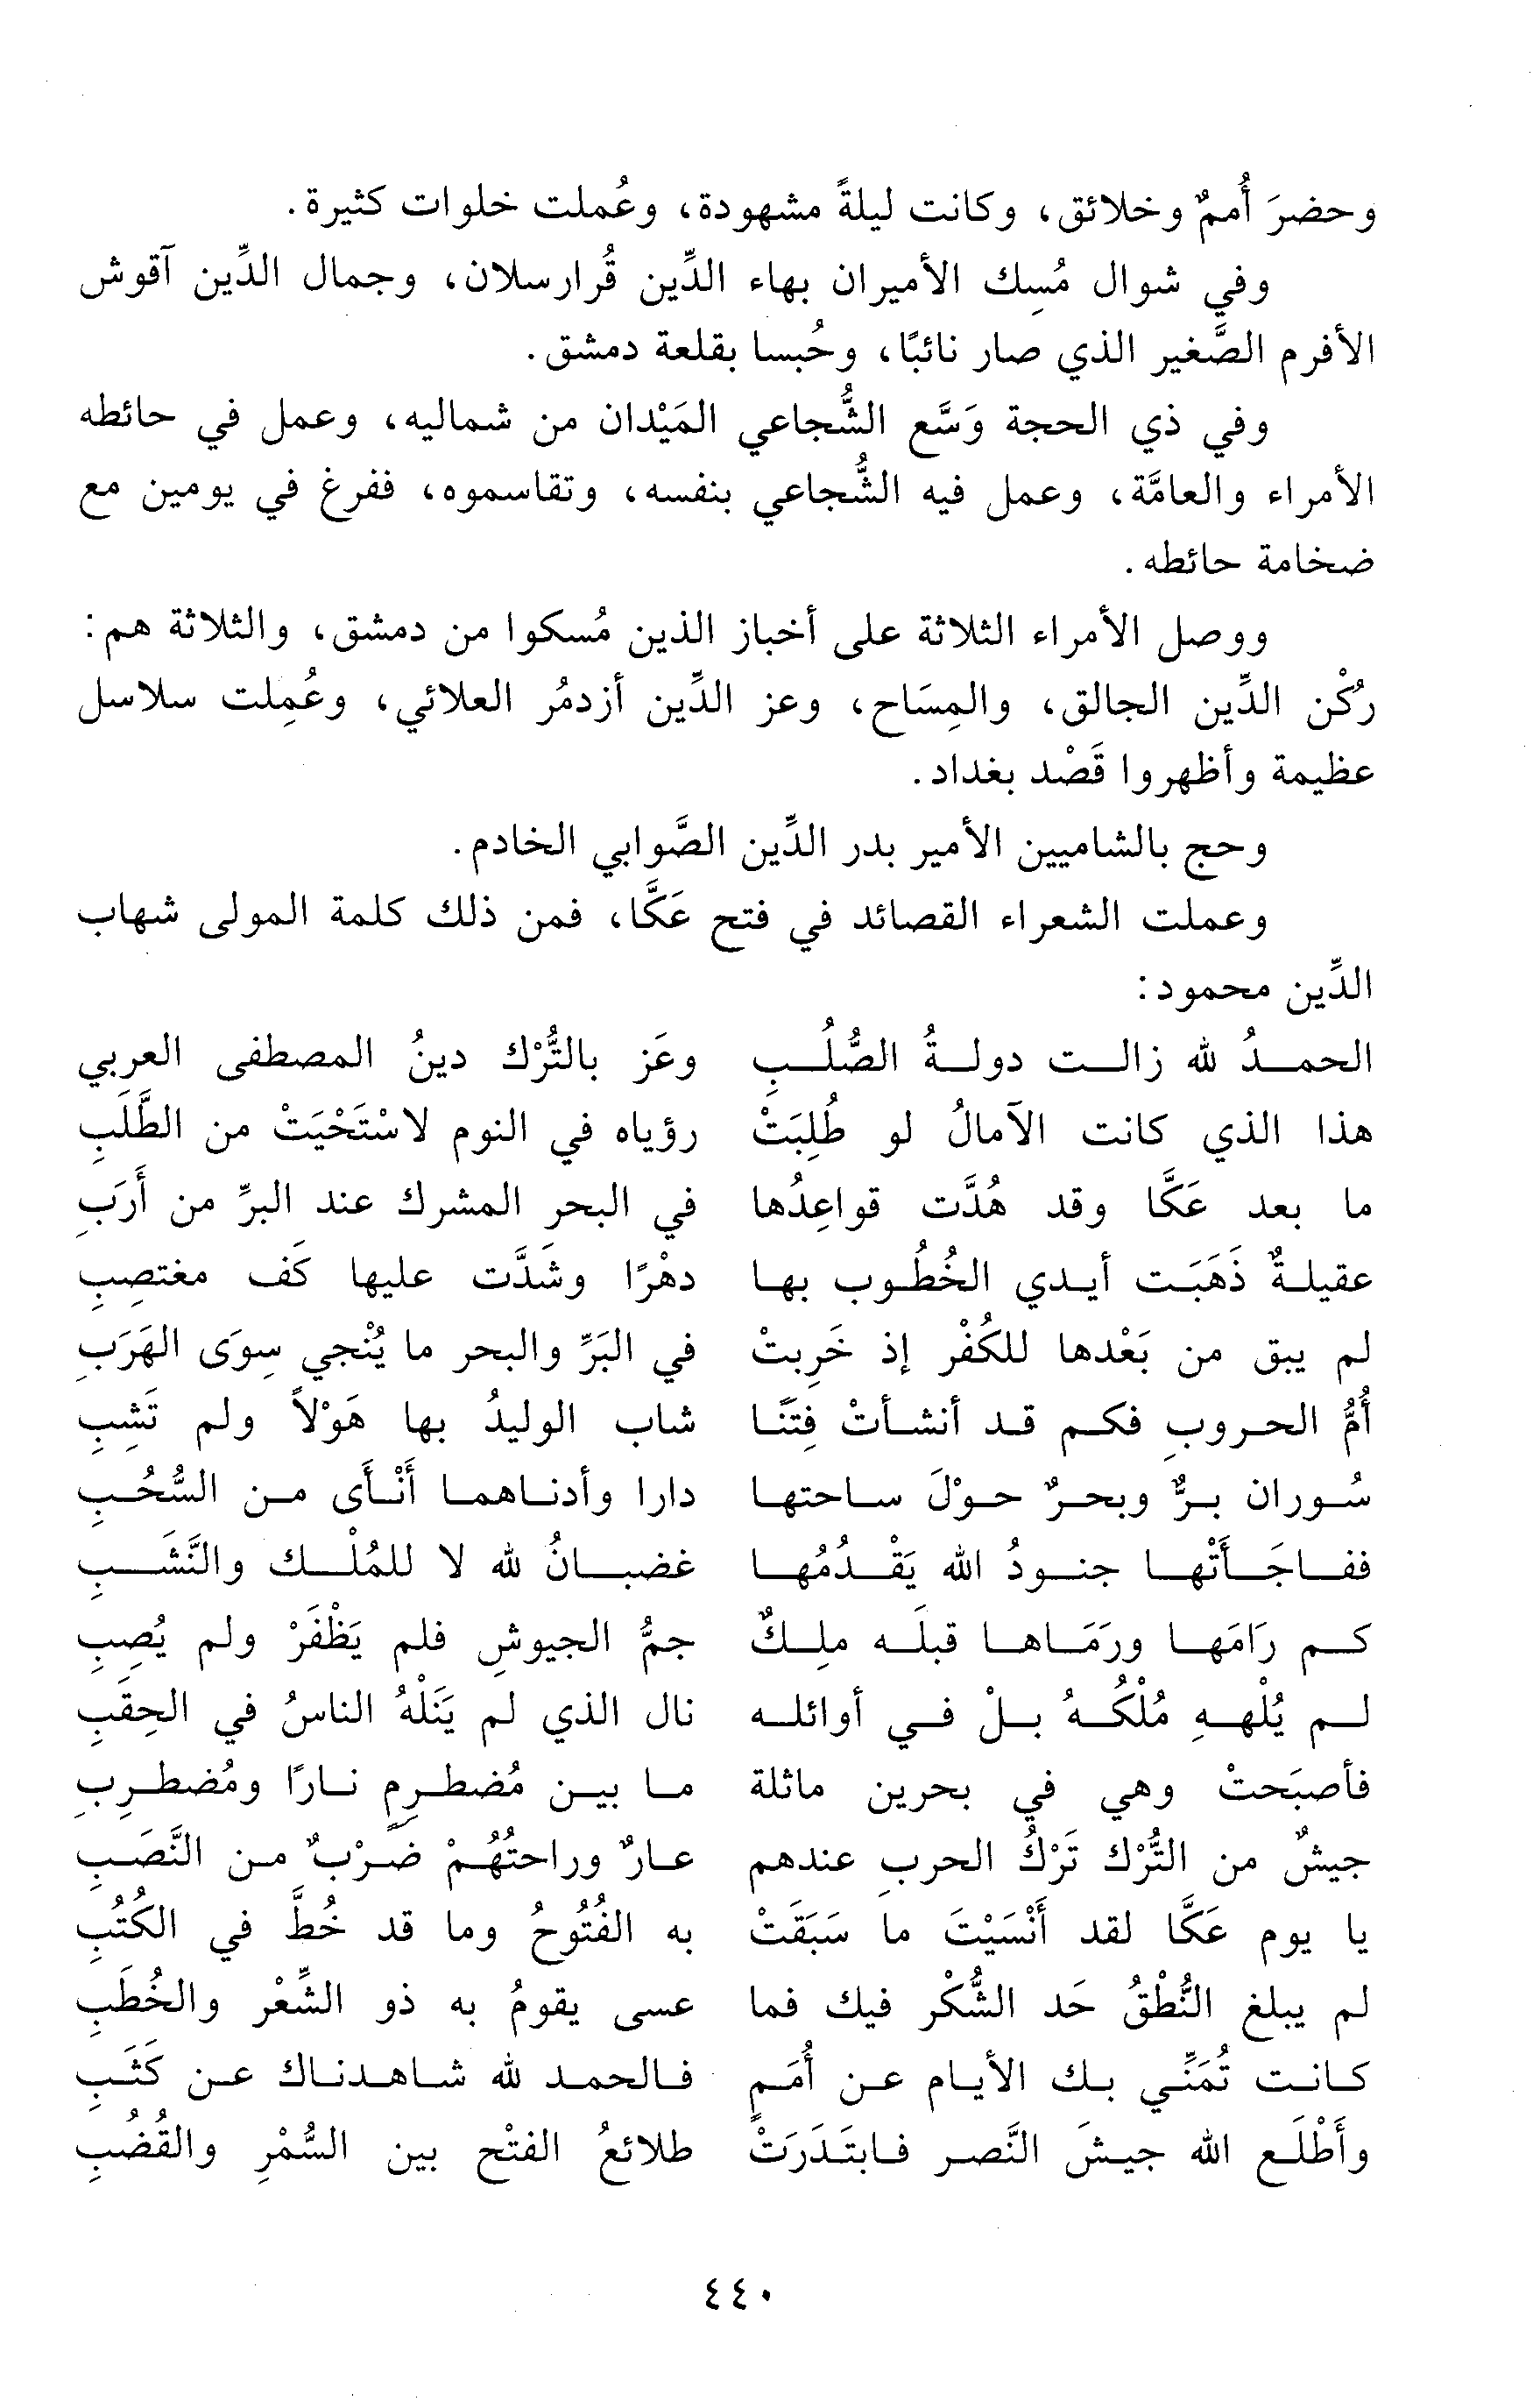 وحضرَ أُممٌ وخلائق، وكانت ليلةً مشهودة، وعُملت خلوات كثيرة.
وفي شوال مُسِك الأميران بهاء الدِّين قُرارسلان، وجمال الدِّين آقوش
الأفرم الصَّغير الذي صار نائبًا، وحُبسا بقلعة دمشق.
وفي ذي الحجة وَسَّع الشُّجاعي المَيْدان من شماليه، وعمل في حائطه
الأمراء والعامَّة، وعمل فيه الشُّجاعي بنفسه، وتقاسموه، ففرغ في يومين مع
ضخامة حائطه.
ووصل الأمراء الثلاثة على أخباز الذين مُسكوا من دمشق، والثلاثة هم:
رُكْن الدِّين الجالق، والمِسَاح، وعز الدِّين أزدمُر العلائي، وعُمِلت سلاسل
عظيمة وأظهروا قَصْد بغداد.
وحج بالشاميين الأمير بدر الدِّين الصَّوابي الخادم.
وعملت الشعراء القصائد في فتح عَكَّا، فمن ذلك كلمة المولى شهاب
الدِّين محمود:
الحمدُ لله زالت دولةُ الصُّلُبِ وعَز بالتُّرْك دينُ المصطفى العربي
هذا الذي كانت الآمالُ لو طُلِبَتْ رؤياه في النوم لاسْتَحْيَتْ من الطَّلَبِ
ما بعد عَكَّا وقد هُدَّت قواعِدُها في البحر المشرك عند البرِّ من أَرَبِ
عقيلةٌ ذَهَبَت أيدي الخُطُوب بها دهْرًا وشَدَّت عليها كَف مغتصِبِ
لم يبق من بَعْدها للكُفْر إذ خَرِبتْ في البَرِّ والبحر ما يُنْجي سِوَى الهَرَبِ
أُمُّ الحروبِ فكم قد أنشأتْ فِتَنًا شاب الوليدُ بها هَوْلاً ولم تَشِبِ
سُوران برٌّ وبحرٌ حوْلَ ساحتها دارا وأدناهما أَنْأَى من السُّحُبِ
ففاجَأَتْها جنودُ الله يَقْدُمُها غضبانُ لله لا للمُلْك والنَّشَبِ
كم رَامَها ورَمَاها قبلَه ملِكٌ جمُّ الجيوشِ فلم يَظْفَرْ ولم يُصِبِ
لم يُلْههِ مُلْكُهُ بلْ في أوائله نال الذي لم يَنَلْهُ الناسُ في الحِقَبِ
فأصبَحتْ وهي في بحرين ماثلة ما بين مُضطرِمٍ نارًا ومُضطرِبِ
جيشٌ من التُّرْك تَرْكُ الحربِ عندهم عارٌ وراحتُهُمْ ضرْبٌ من النَّصَبِ
يا يوم عَكَّا لقد أَنْسَيْتَ ما سَبَقَتْ به الفُتُوحُ وما قد خُطَّ في الكُتُبِ
لم يبلغ النُّطْقُ حَد الشُّكْر فيك فما عسى يقومُ به ذو الشِّعْر والخُطَبِ
كانت تُمَنِّي بك الأيام عن أُمَمٍ فالحمد لله شاهدناك عن كَثَبِ
وأَطْلَع الله جيشَ النَّصر فابتَدَرَتْ طلائعُ الفتْح بين السُّمْرِ والقُضُبِ
٤٤٠